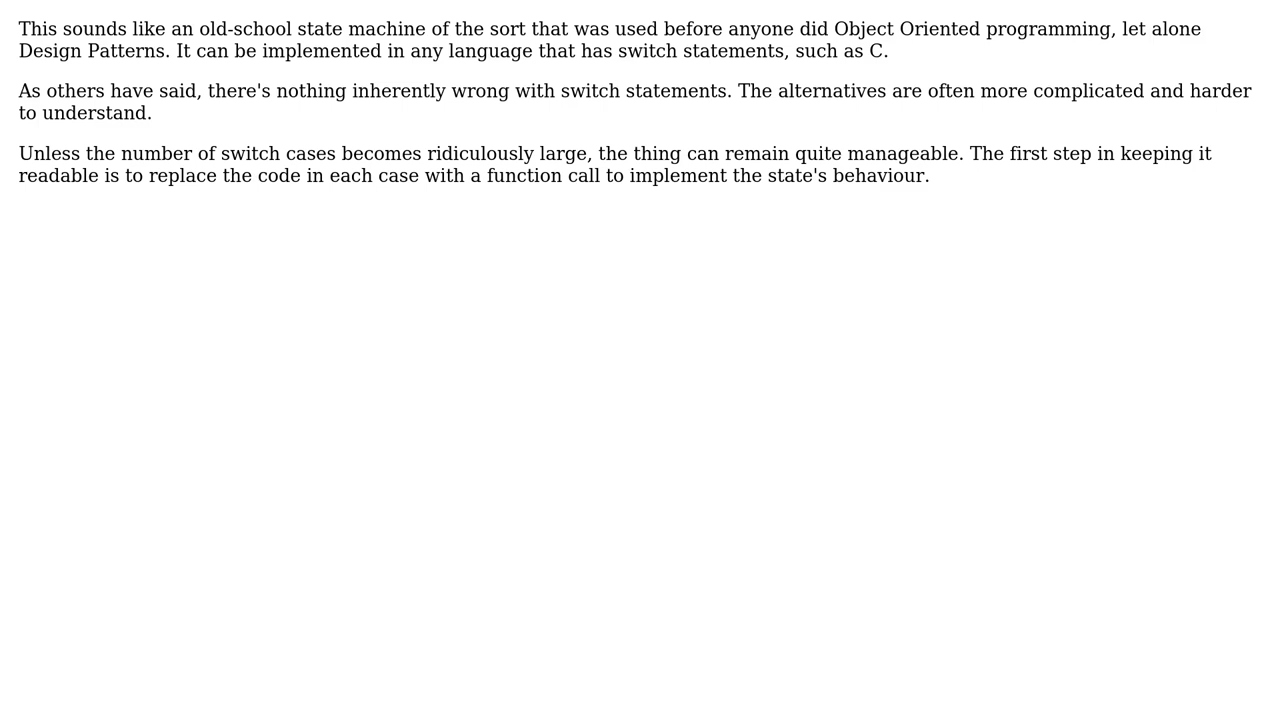 This sounds like an old-school state machine of the sort that was used before anyone did Object Oriented programming, let alone
Design Patterns. It can be implemented in any language that has switch statements, such as C.
As others have said, there's nothing inherently wrong with switch statements. The alternatives are often more complicated and harder
to understand.
Unless the number of switch cases becomes ridiculously large, the thing can remain quite manageable. The first step in keeping it
readable is to replace the code in each case with a function call to implement the state's behaviour.